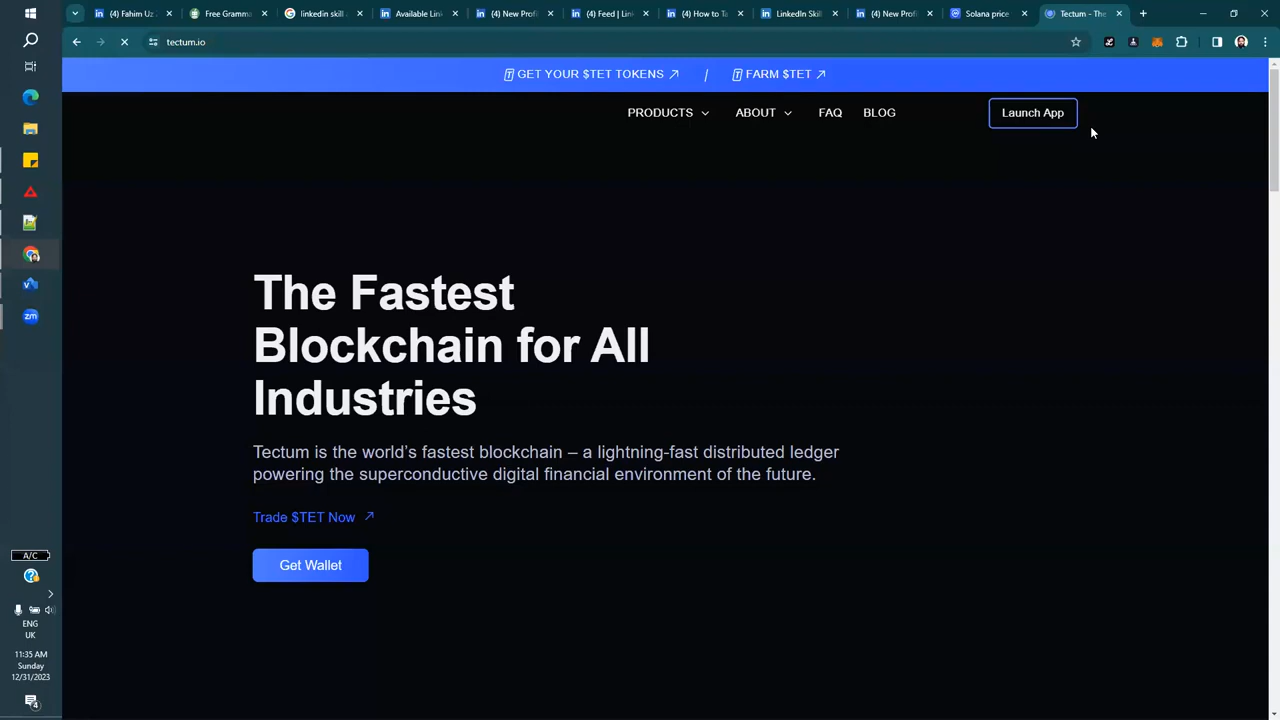 (4) Fahim Uz
Free Gramma
linkedin skill
Available Lin
(4) New Profi
(4) Feed | Lin
(4) How to Ta
LinkedIn Skil
(4) New Profi
Solana price
Tectum - The
tectum.io
GET YOUR $TET TOKENS / FARM $TET
PRODUCTS ABOUT FAQ BLOG Launch App
The Fastest
Blockchain for All
Industries
Tectum is the world's fastest blockchain – a lightning-fast distributed ledger
powering the superconductive digital financial environment of the future.
Trade $TET Now
Get Wallet
zm
A/C
ENG
UK
11:35 AM
Sunday
12/31/2023
4